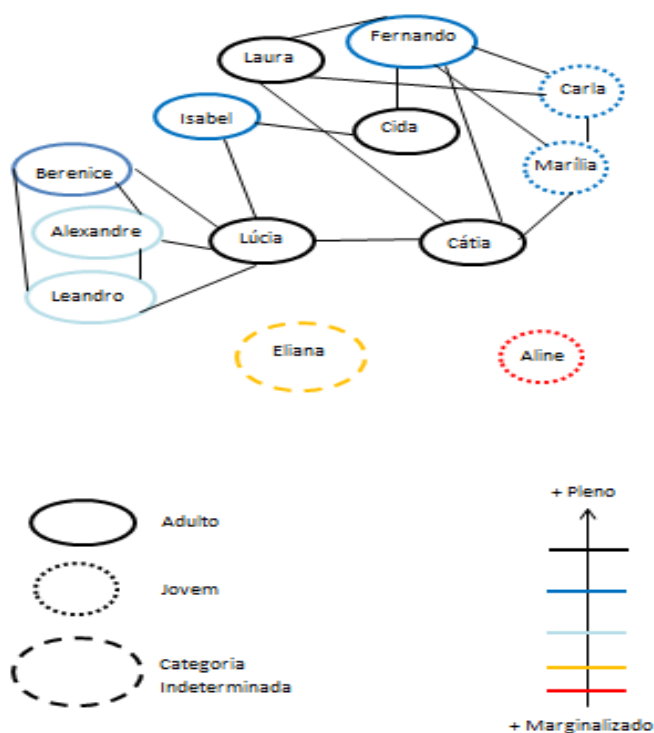 Fernando
Laura
Carla
Isabel
Cida
Marília
Berenice
Alexandre
Lúcia
Cátia
Leandro
Eliana
Aline
+ Pleno
Adulto
Jovem
Categoria
Indeterminada
+ Marginalizado